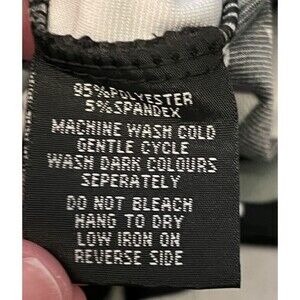 95%POLYESTER
5%SPANDEX
MACHINE WASH COLD
GENTLE CYCLE
WASH DARK COLOURS
SEPERATELY
DO NOT BLEACH
HANG TO DRY
LOW IRON ON
REVERSE SIDE